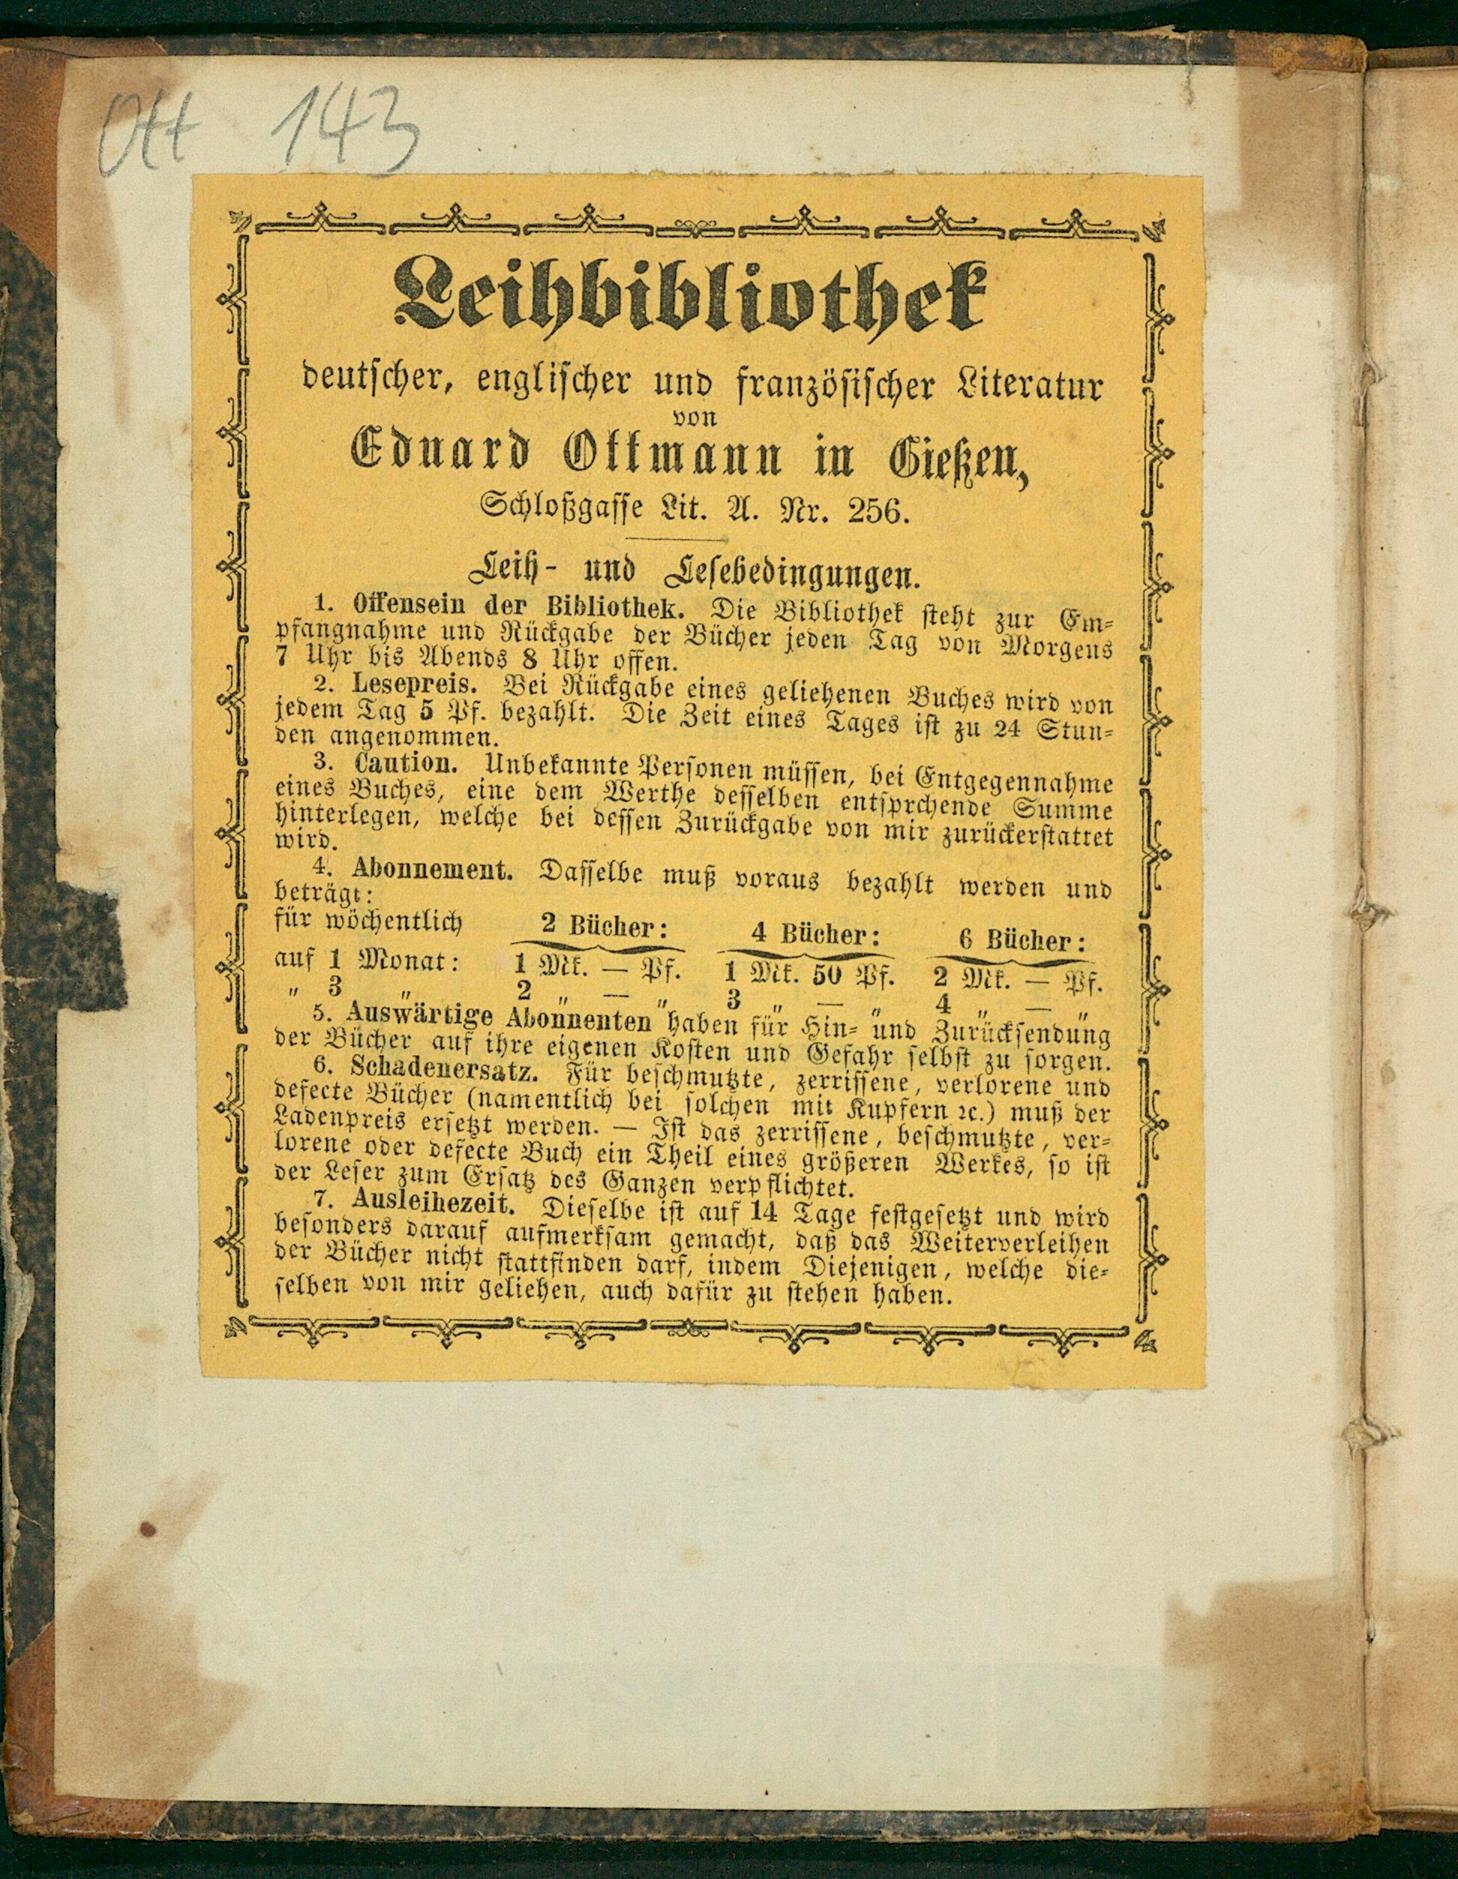 Ott 143
Leihbibliothek
deutscher, englischer und französischer Literatur
von
Eduard Ottmann in Gießen,
Schloßgasse Lit. A. Nr. 256.
Leih- und Lesebedingungen.
1. Offensein der Bibliothek. Die Bibliothek steht zur Em-
pfangnahme und Rückgabe der Bücher jeden Tag von Morgens
7 Uhr bis Abends 8 Uhr offen.
2. Lesepreis. Bei Rückgabe eines geliehenen Buches wird von
jedem Tag 5 Pf. bezahlt. Die Zeit eines Tages ist zu 24 Stun-
den angenommen.
3. Caution. Unbekannte Personen müssen, bei Entgegennahme
eines Buches, eine dem Werthe desselben entsprchende Summe
hinterlegen, welche bei dessen Zurückgabe von mir zurückerstattet
wird.
4. Abonnement. Dasselbe muß voraus bezahlt werden und
beträgt:
für wöchentlich 2 Bücher: 4 Bücher: 6 Bücher:
auf 1 Monat: 1 Mk. — Pf. 1 Mk. 50 Pf. 2 Mk. — Pf.
" 3 " 2 " — " 3 " — " 4 " — "
5. Auswärtige Abonnenten haben für Hin- und Zurücksendung
der Bücher auf ihre eigenen Kosten und Gefahr selbst zu sorgen.
6. Schadenersatz. Für beschmutzte, zerrissene, verlorene und
defecte Bücher (namentlich bei solchen mit Kupfern ꝛc.) muß der
Ladenpreis ersetzt werden. — Ist das zerrissene, beschmutzte, ver-
lorene oder defecte Buch ein Theil eines größeren Werkes, so ist
der Leser zum Ersatz des Ganzen verpflichtet.
7. Ausleihezeit. Dieselbe ist auf 14 Tage festgesetzt und wird
besonders darauf aufmerksam gemacht, daß das Weiterverleihen
der Bücher nicht stattfinden darf, indem Diejenigen, welche die-
selben von mir geliehen, auch dafür zu stehen haben.